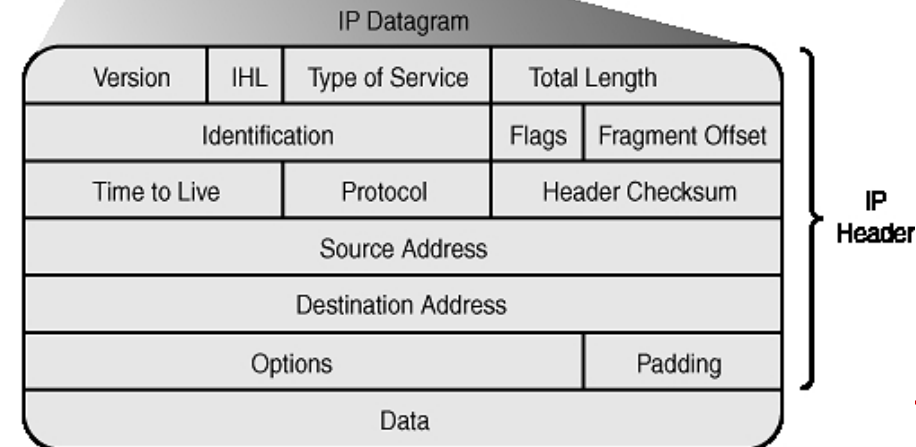 IP Datagram
Version IHL Type of Service Total Length
Identification Flags Fragment Offset
Time to Live Protocol Header Checksum
IP
Header
Source Address
Destination Address
Options Padding
Data